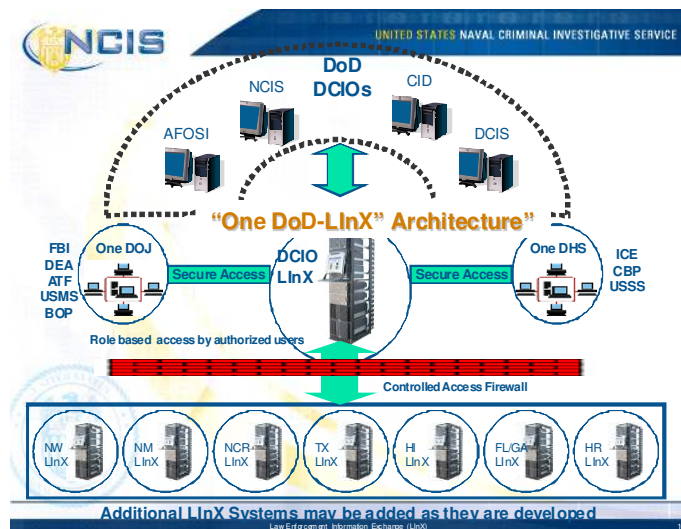 NCIS
UNITED STATES NAVAL CRIMINAL INVESTIGATIVE SERVICE
DoD
DCIOs
NCIS
CID
AFOSI
DCIS
“One DoD-LInX” Architecture”
FBI
DEA
ATF
USMS
BOP
One DOJ
Secure Access
DCIO
LInX
Secure Access
One DHS
ICE
CBP
USSS
Role based access by authorized users
Controlled Access Firewall
NW
LInX
NM
LInX
NCR
LInX
TX
LInX
HI
LInX
FL/GA
LInX
HR
LInX
Additional LInX Systems may be added as they are developed
Law Enforcement Information Exchange (LInX)